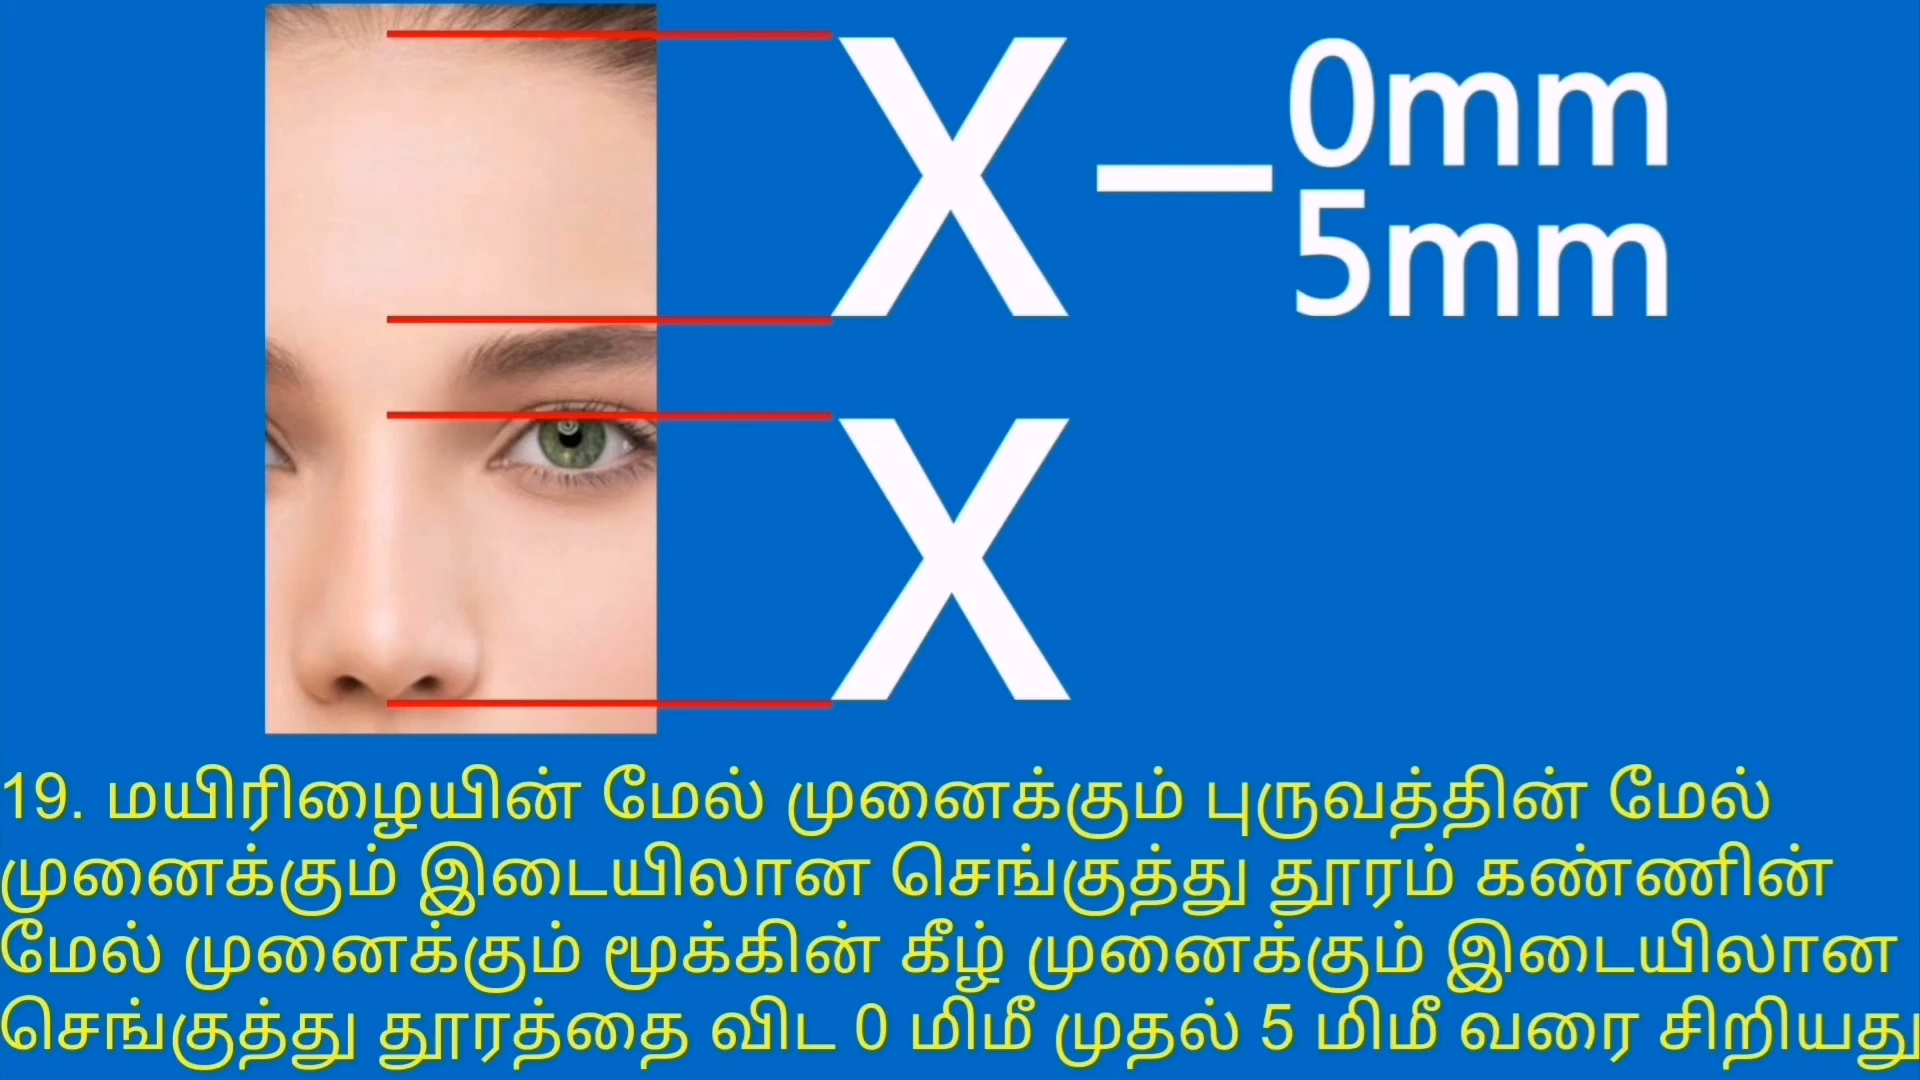 X
—
0mm
5mm
X
19. மயிரிழையின் மேல் முனைக்கும் புருவத்தின் மேல்
முனைக்கும் இடையிலான செங்குத்து தூரம் கண்ணின்
மேல் முனைக்கும் மூக்கின் கீழ் முனைக்கும் இடையிலான
செங்குத்து தூரத்தை விட 0 மிமீ முதல் 5 மிமீ வரை சிறியது